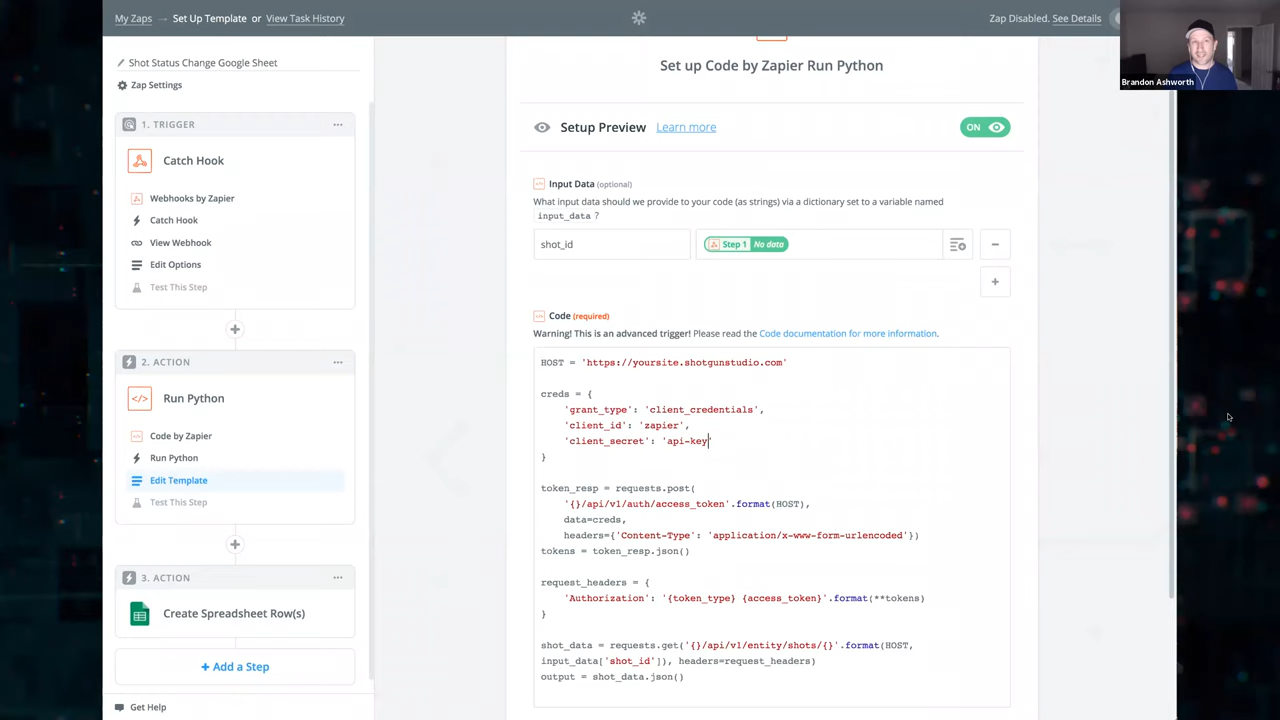 My Zaps → Set Up Template or View Task History
Zap Disabled. See Details
Brandon Ashworth
Shot Status Change Google Sheet
Zap Settings
1. TRIGGER
Catch Hook
Webhooks by Zapier
Catch Hook
View Webhook
Edit Options
Test This Step
2. ACTION
Run Python
Code by Zapier
Run Python
Edit Template
Test This Step
3. ACTION
Create Spreadsheet Row(s)
+ Add a Step
Get Help
Set up Code by Zapier Run Python
Setup Preview Learn more
ON
Input Data (optional)
What input data should we provide to your code (as strings) via a dictionary set to a variable named
input_data ?
shot_id
Step 1 No data
Code (required)
Warning! This is an advanced trigger! Please read the Code documentation for more information.
HOST = 'https://yoursite.shotgunstudio.com'
creds = {
'grant_type': 'client_credentials',
'client_id': 'zapier',
'client_secret': 'api-key'
}
token_resp = requests.post(
'{}/api/v1/auth/access_token'.format(HOST),
data=creds,
headers={'Content-Type': 'application/x-www-form-urlencoded'})
tokens = token_resp.json()
request_headers = {
'Authorization': '{token_type} {access_token}'.format(**tokens)
}
shot_data = requests.get('{}/api/v1/entity/shots/{}'.format(HOST,
input_data['shot_id']), headers=request_headers)
output = shot_data.json()